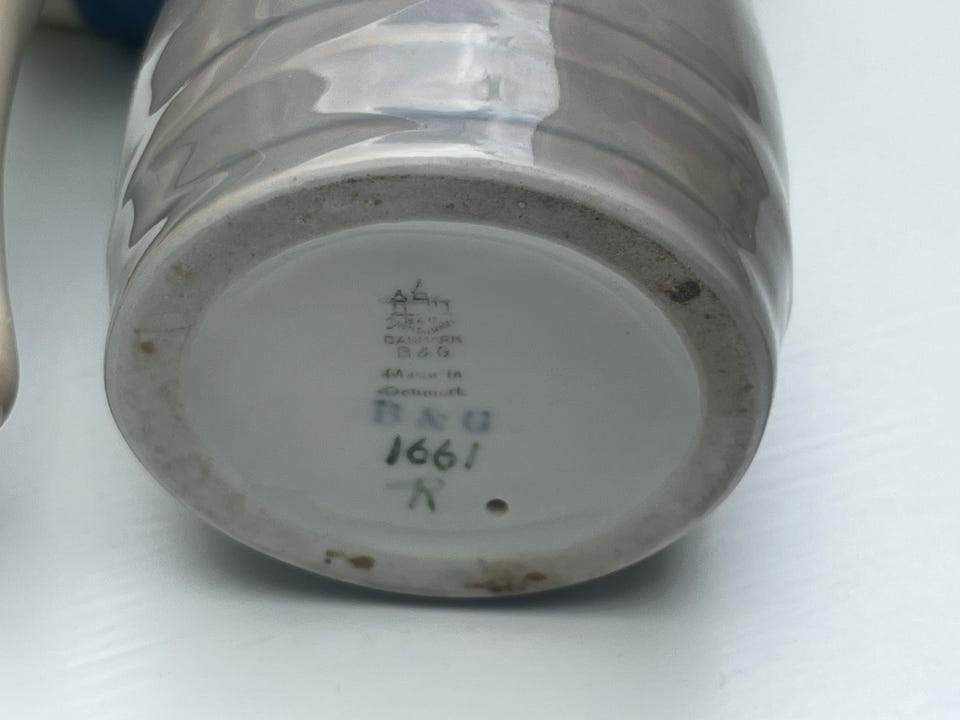 DANMARK
B & G
Made in
Denmark
B & G
1661
R